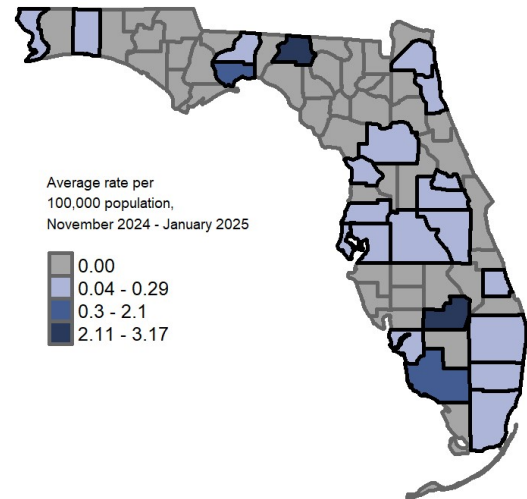 Average rate per
100,000 population,
November 2024 - January 2025
0.00
0.04 - 0.29
0.3 - 2.1
2.11 - 3.17